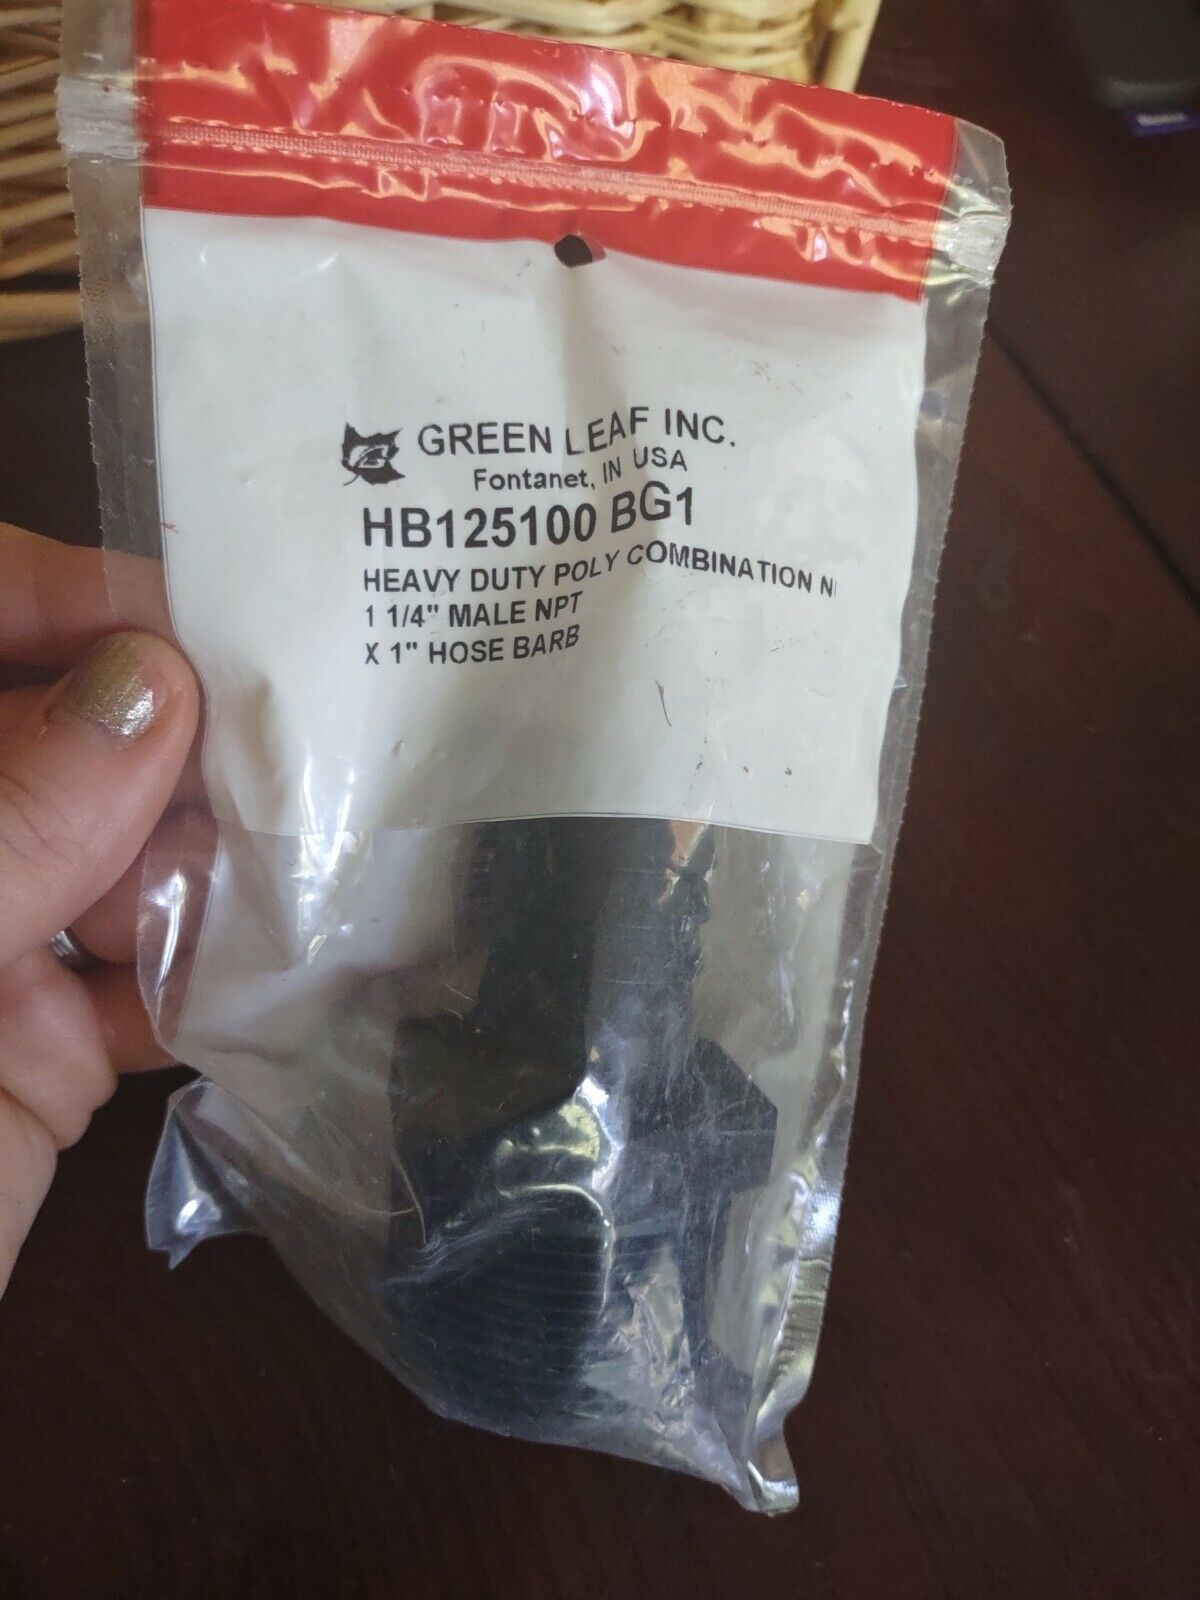 GREEN LEAF INC.
Fontanet, IN USA
HB125100 BG1
HEAVY DUTY POLY COMBINATION NI
1 1/4" MALE NPT
X 1" HOSE BARB